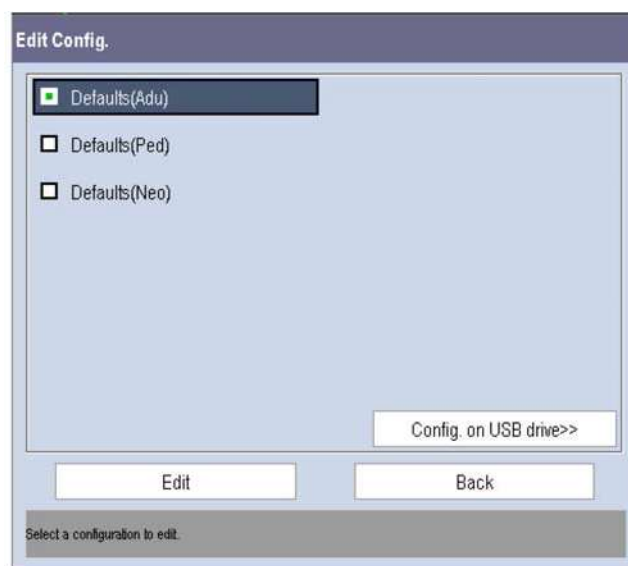 Edit Config.
Defaults(Adu)
Defaults(Ped)
Defaults(Neo)
Config. on USB drive>>
Edit
Back
Select a configuration to edit.